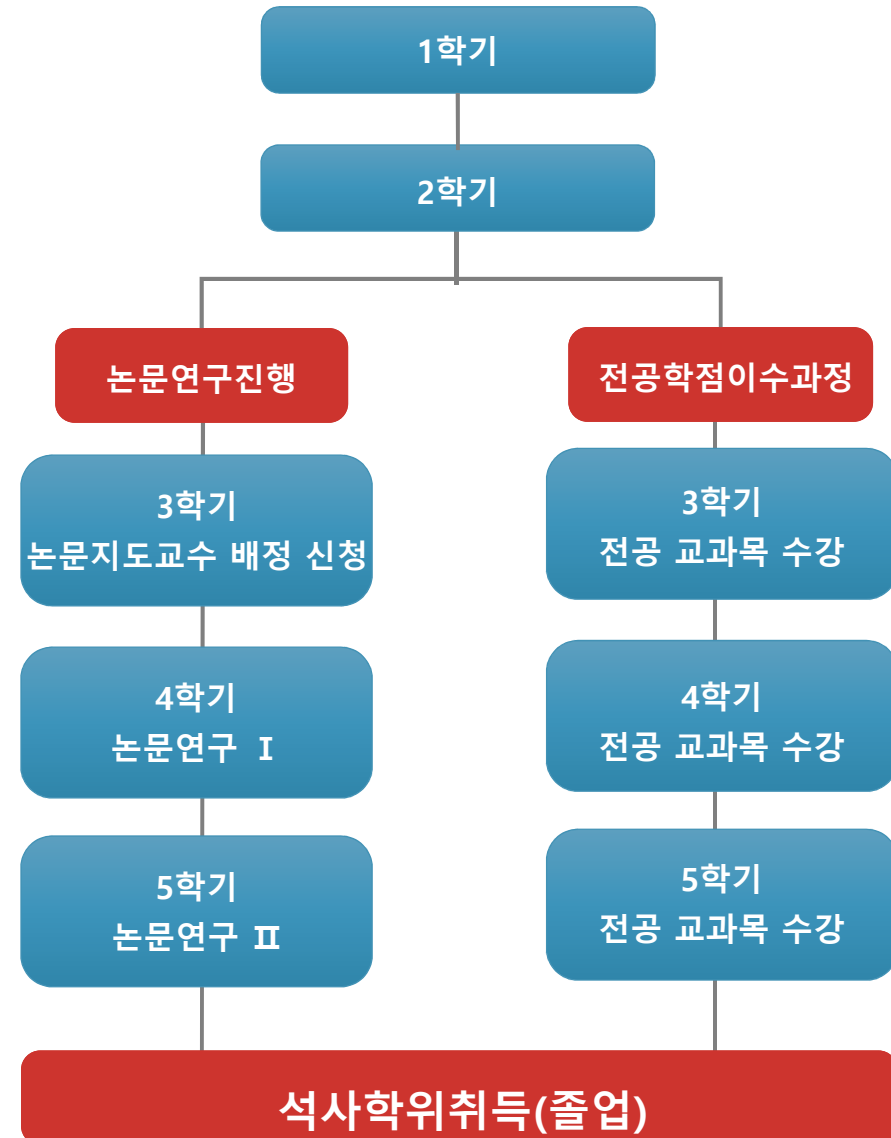 1학기
2학기
논문연구진행
전공학점이수과정
3학기
논문지도교수 배정 신청
3학기
전공 교과목 수강
4학기
논문연구 Ⅰ
4학기
전공 교과목 수강
5학기
논문연구 Ⅱ
5학기
전공 교과목 수강
석사학위취득(졸업)